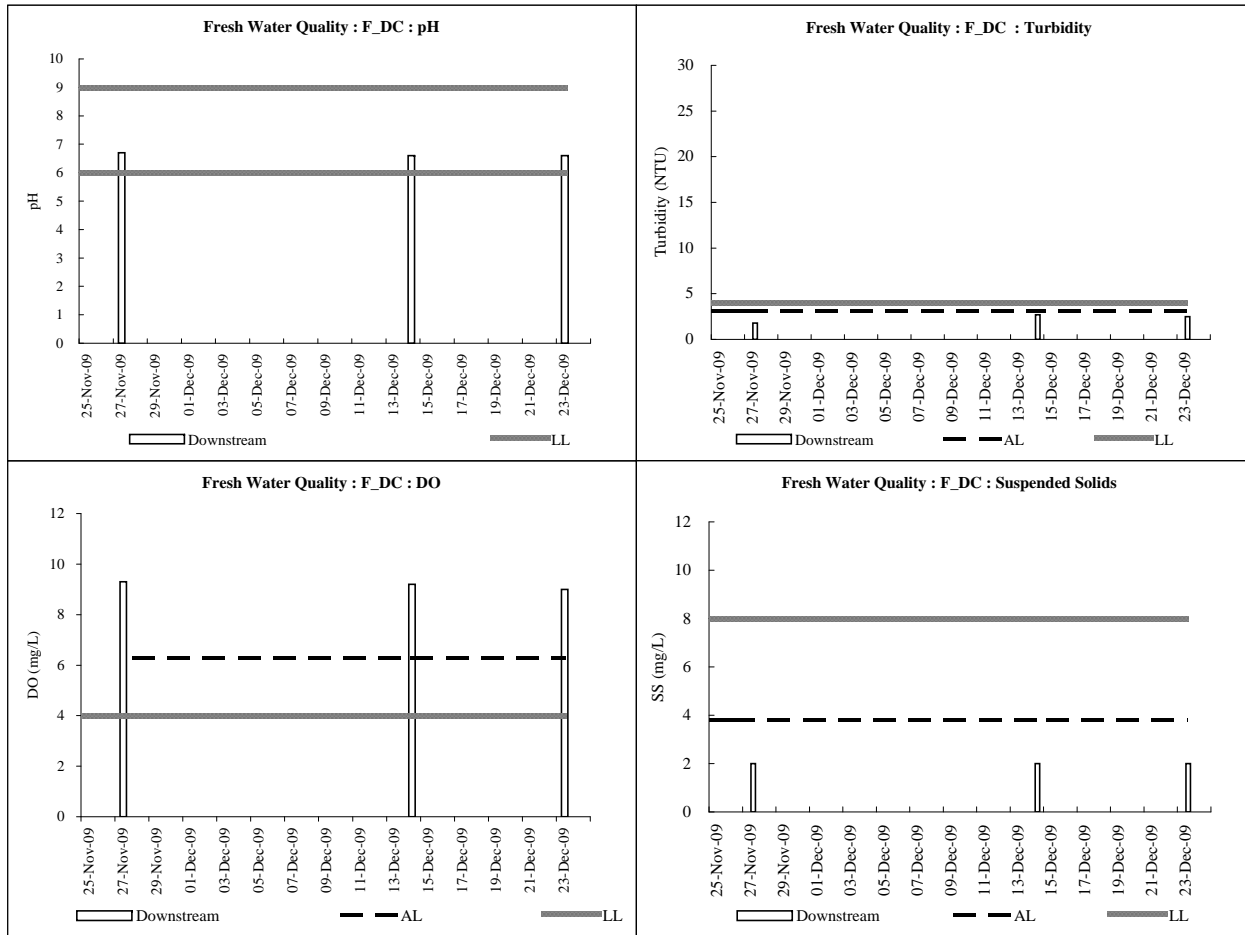 Fresh Water Quality : F_DC : pH
10
9
8
7
6
5
4
3
2
1
0
pH
25-Nov-09
27-Nov-09
29-Nov-09
01-Dec-09
03-Dec-09
05-Dec-09
07-Dec-09
09-Dec-09
11-Dec-09
13-Dec-09
15-Dec-09
17-Dec-09
19-Dec-09
21-Dec-09
23-Dec-09
Downstream LL
Fresh Water Quality : F_DC : Turbidity
30
25
20
15
10
5
0
Turbidity (NTU)
25-Nov-09
27-Nov-09
29-Nov-09
01-Dec-09
03-Dec-09
05-Dec-09
07-Dec-09
09-Dec-09
11-Dec-09
13-Dec-09
15-Dec-09
17-Dec-09
19-Dec-09
21-Dec-09
23-Dec-09
Downstream AL LL
Fresh Water Quality : F_DC : DO
12
10
8
6
4
2
0
DO (mg/L)
25-Nov-09
27-Nov-09
29-Nov-09
01-Dec-09
03-Dec-09
05-Dec-09
07-Dec-09
09-Dec-09
11-Dec-09
13-Dec-09
15-Dec-09
17-Dec-09
19-Dec-09
21-Dec-09
23-Dec-09
Downstream AL LL
Fresh Water Quality : F_DC : Suspended Solids
12
10
8
6
4
2
0
SS (mg/L)
25-Nov-09
27-Nov-09
29-Nov-09
01-Dec-09
03-Dec-09
05-Dec-09
07-Dec-09
09-Dec-09
11-Dec-09
13-Dec-09
15-Dec-09
17-Dec-09
19-Dec-09
21-Dec-09
23-Dec-09
Downstream AL LL